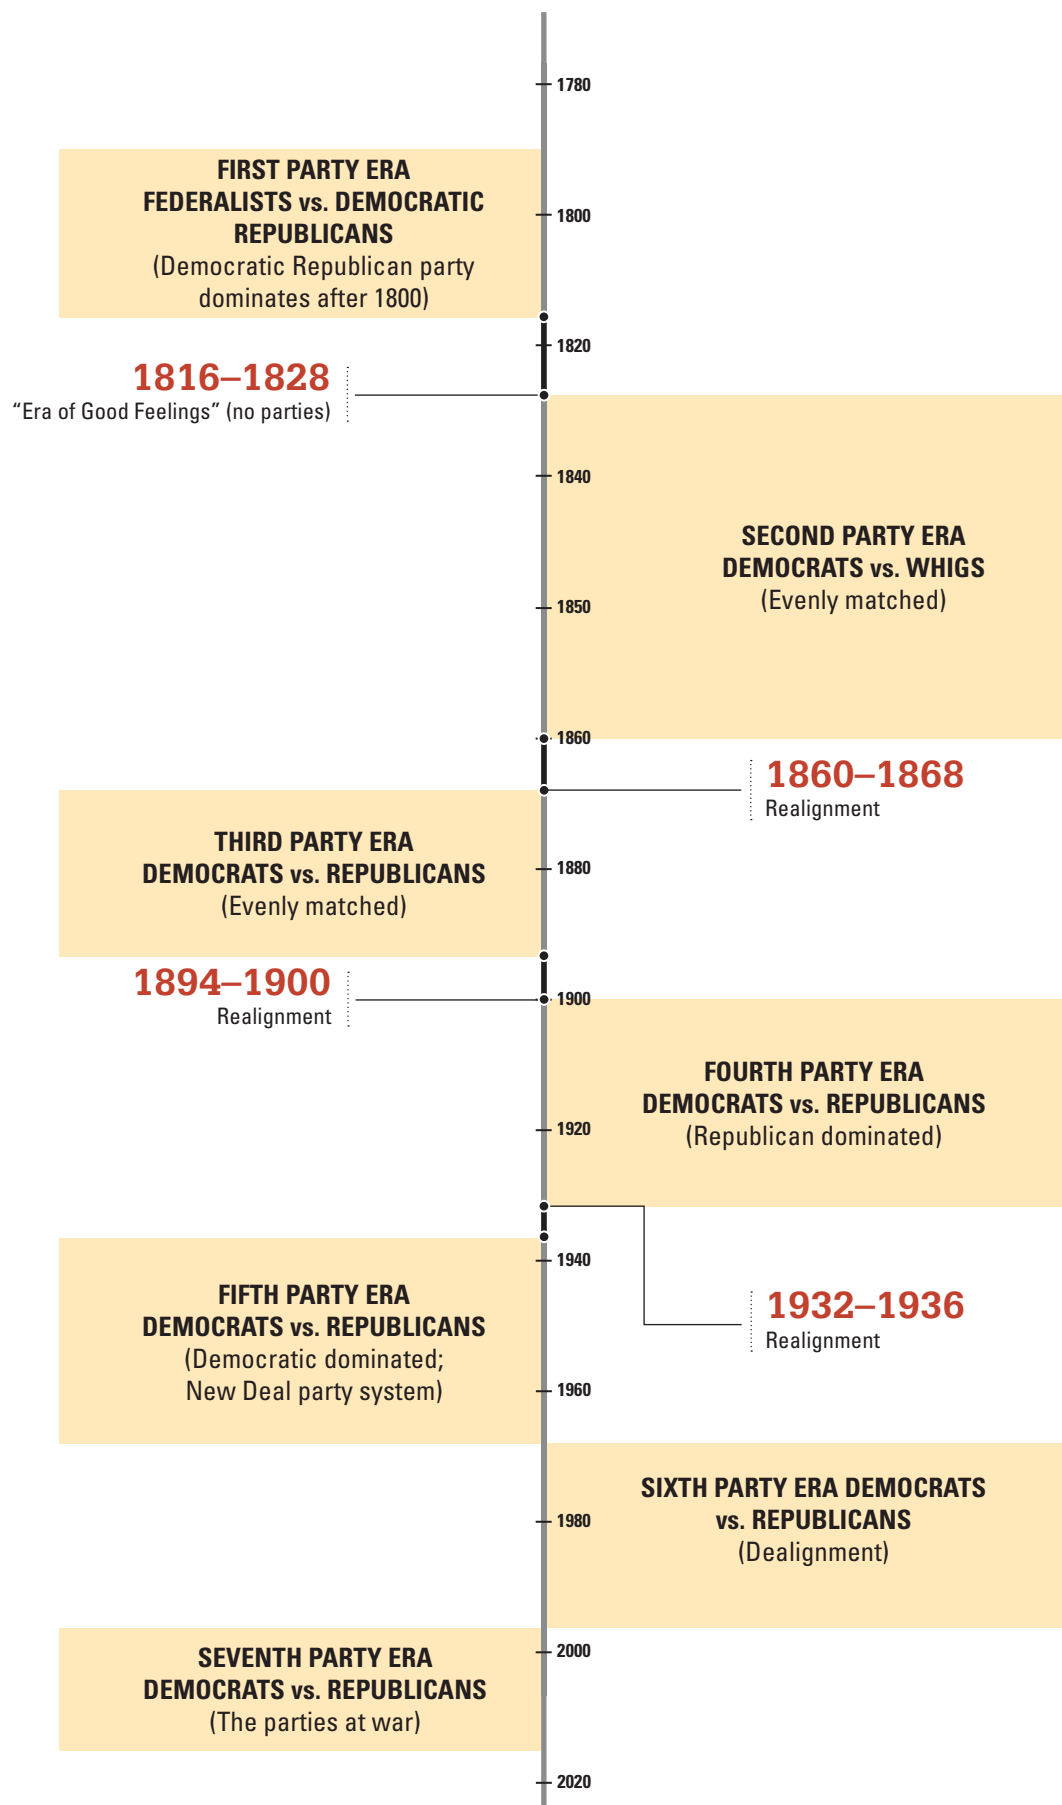 1780
FIRST PARTY ERA
FEDERALISTS vs. DEMOCRATIC
REPUBLICANS
(Democratic Republican party
dominates after 1800)
1800
1820
1816–1828
“Era of Good Feelings” (no parties)
1840
SECOND PARTY ERA
DEMOCRATS vs. WHIGS
(Evenly matched)
1850
1860
1860–1868
Realignment
THIRD PARTY ERA
DEMOCRATS vs. REPUBLICANS
(Evenly matched)
1880
1894–1900
Realignment
1900
FOURTH PARTY ERA
DEMOCRATS vs. REPUBLICANS
(Republican dominated)
1920
1940
FIFTH PARTY ERA
DEMOCRATS vs. REPUBLICANS
(Democratic dominated;
New Deal party system)
1932–1936
Realignment
1960
SIXTH PARTY ERA DEMOCRATS
vs. REPUBLICANS
(Dealignment)
1980
SEVENTH PARTY ERA
DEMOCRATS vs. REPUBLICANS
(The parties at war)
2000
2020